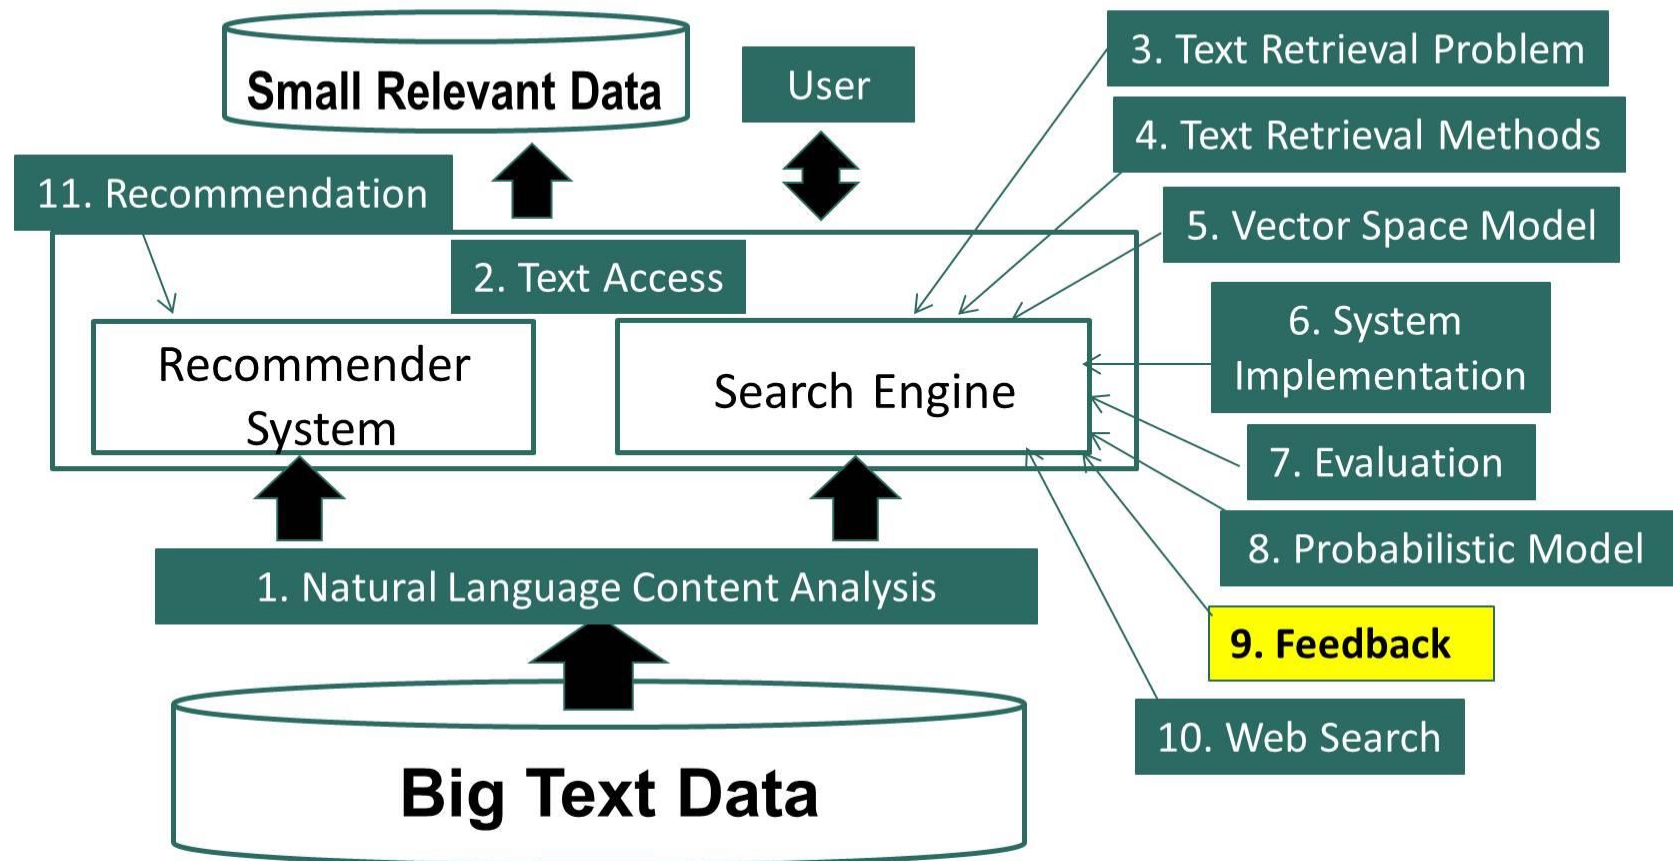 Small Relevant Data
User
3. Text Retrieval Problem
4. Text Retrieval Methods
11. Recommendation
5. Vector Space Model
2. Text Access
6. System
Implementation
Recommender
System
Search Engine
7. Evaluation
8. Probabilistic Model
1. Natural Language Content Analysis
9. Feedback
10. Web Search
Big Text Data